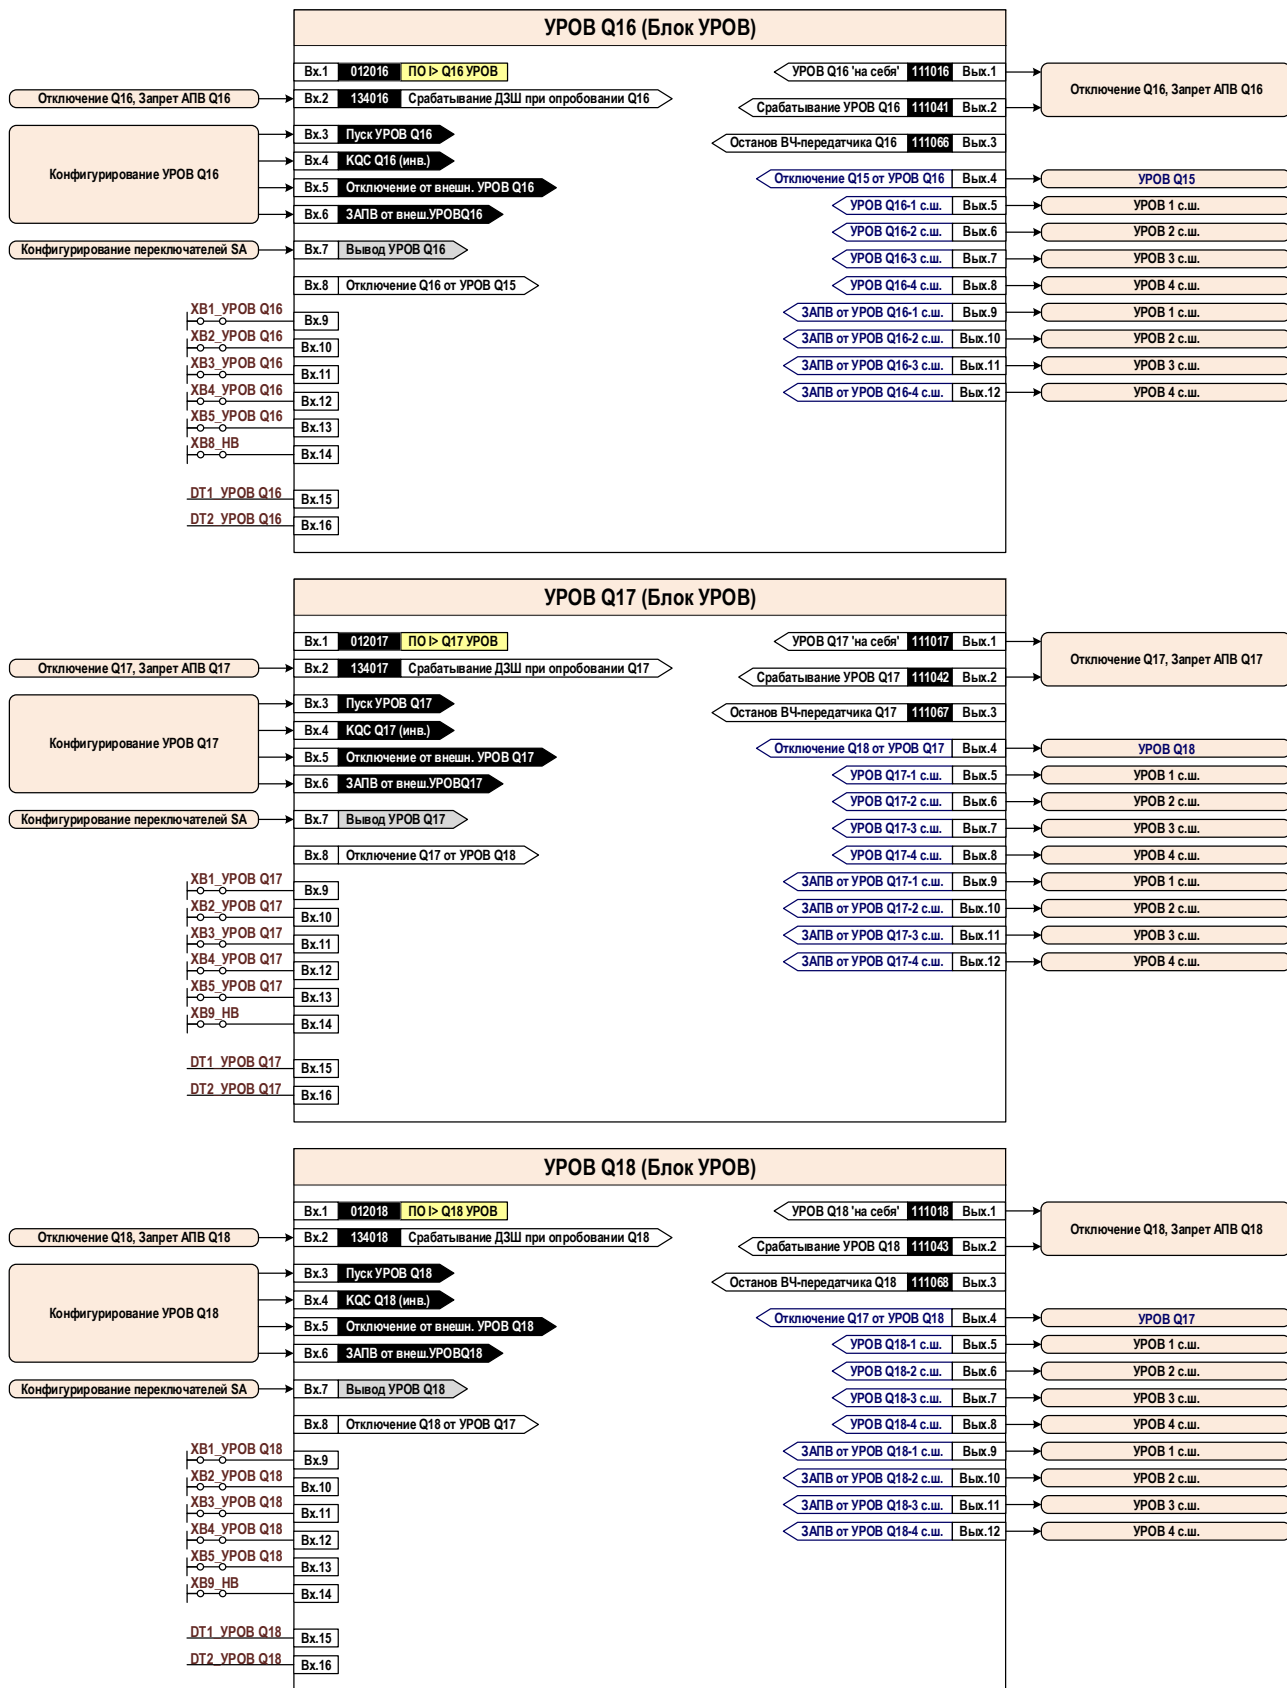 УРОВ Q16 (Блок УРОВ)
Вх.1 012016 ПО I> Q16 УРОВ
УРОВ Q16 'на себя' 111016 Вых.1
Отключение Q16, Запрет АПВ Q16
Отключение Q16, Запрет АПВ Q16
Вх.2 134016 Срабатывание ДЗШ при опробовании Q16
Срабатывание УРОВ Q16 111041 Вых.2
Конфигурирование УРОВ Q16
Вх.3 Пуск УРОВ Q16
Останов ВЧ-передатчика Q16 111066 Вых.3
Вх.4 KQC Q16 (инв.)
Вх.5 Отключение от внешн. УРОВ Q16
Отключение Q15 от УРОВ Q16 Вых.4 УРОВ Q15
Вх.6 ЗАПВ от внеш.УРОВQ16
УРОВ Q16-1 с.ш. Вых.5 УРОВ 1 с.ш.
УРОВ Q16-2 с.ш. Вых.6 УРОВ 2 с.ш.
Конфигурирование переключателей SA Вх.7 Вывод УРОВ Q16
УРОВ Q16-3 с.ш. Вых.7 УРОВ 3 с.ш.
Вх.8 Отключение Q16 от УРОВ Q15
УРОВ Q16-4 с.ш. Вых.8 УРОВ 4 с.ш.
XB1_УРОВ Q16 Вх.9
ЗАПВ от УРОВ Q16-1 с.ш. Вых.9 УРОВ 1 с.ш.
XB2_УРОВ Q16 Вх.10
ЗАПВ от УРОВ Q16-2 с.ш. Вых.10 УРОВ 2 с.ш.
XB3_УРОВ Q16 Вх.11
ЗАПВ от УРОВ Q16-3 с.ш. Вых.11 УРОВ 3 с.ш.
XB4_УРОВ Q16 Вх.12
ЗАПВ от УРОВ Q16-4 с.ш. Вых.12 УРОВ 4 с.ш.
XB5_УРОВ Q16 Вх.13
XB8_НВ Вх.14
DT1_УРОВ Q16 Вх.15
DT2_УРОВ Q16 Вх.16
УРОВ Q17 (Блок УРОВ)
Вх.1 012017 ПО I> Q17 УРОВ
УРОВ Q17 'на себя' 111017 Вых.1
Отключение Q17, Запрет АПВ Q17
Отключение Q17, Запрет АПВ Q17
Вх.2 134017 Срабатывание ДЗШ при опробовании Q17
Срабатывание УРОВ Q17 111042 Вых.2
Конфигурирование УРОВ Q17
Вх.3 Пуск УРОВ Q17
Останов ВЧ-передатчика Q17 111067 Вых.3
Вх.4 KQC Q17 (инв.)
Вх.5 Отключение от внешн. УРОВ Q17
Отключение Q18 от УРОВ Q17 Вых.4 УРОВ Q18
Вх.6 ЗАПВ от внеш.УРОВQ17
УРОВ Q17-1 с.ш. Вых.5 УРОВ 1 с.ш.
УРОВ Q17-2 с.ш. Вых.6 УРОВ 2 с.ш.
Конфигурирование переключателей SA Вх.7 Вывод УРОВ Q17
УРОВ Q17-3 с.ш. Вых.7 УРОВ 3 с.ш.
Вх.8 Отключение Q17 от УРОВ Q18
УРОВ Q17-4 с.ш. Вых.8 УРОВ 4 с.ш.
XB1_УРОВ Q17 Вх.9
ЗАПВ от УРОВ Q17-1 с.ш. Вых.9 УРОВ 1 с.ш.
XB2_УРОВ Q17 Вх.10
ЗАПВ от УРОВ Q17-2 с.ш. Вых.10 УРОВ 2 с.ш.
XB3_УРОВ Q17 Вх.11
ЗАПВ от УРОВ Q17-3 с.ш. Вых.11 УРОВ 3 с.ш.
XB4_УРОВ Q17 Вх.12
ЗАПВ от УРОВ Q17-4 с.ш. Вых.12 УРОВ 4 с.ш.
XB5_УРОВ Q17 Вх.13
XB9_НВ Вх.14
DT1_УРОВ Q17 Вх.15
DT2_УРОВ Q17 Вх.16
УРОВ Q18 (Блок УРОВ)
Вх.1 012018 ПО I> Q18 УРОВ
УРОВ Q18 'на себя' 111018 Вых.1
Отключение Q18, Запрет АПВ Q18
Отключение Q18, Запрет АПВ Q18
Вх.2 134018 Срабатывание ДЗШ при опробовании Q18
Срабатывание УРОВ Q18 111043 Вых.2
Конфигурирование УРОВ Q18
Вх.3 Пуск УРОВ Q18
Останов ВЧ-передатчика Q18 111068 Вых.3
Вх.4 KQC Q18 (инв.)
Вх.5 Отключение от внешн. УРОВ Q18
Отключение Q17 от УРОВ Q18 Вых.4 УРОВ Q17
Вх.6 ЗАПВ от внеш.УРОВQ18
УРОВ Q18-1 с.ш. Вых.5 УРОВ 1 с.ш.
УРОВ Q18-2 с.ш. Вых.6 УРОВ 2 с.ш.
Конфигурирование переключателей SA Вх.7 Вывод УРОВ Q18
УРОВ Q18-3 с.ш. Вых.7 УРОВ 3 с.ш.
Вх.8 Отключение Q18 от УРОВ Q17
УРОВ Q18-4 с.ш. Вых.8 УРОВ 4 с.ш.
XB1_УРОВ Q18 Вх.9
ЗАПВ от УРОВ Q18-1 с.ш. Вых.9 УРОВ 1 с.ш.
XB2_УРОВ Q18 Вх.10
ЗАПВ от УРОВ Q18-2 с.ш. Вых.10 УРОВ 2 с.ш.
XB3_УРОВ Q18 Вх.11
ЗАПВ от УРОВ Q18-3 с.ш. Вых.11 УРОВ 3 с.ш.
XB4_УРОВ Q18 Вх.12
ЗАПВ от УРОВ Q18-4 с.ш. Вых.12 УРОВ 4 с.ш.
XB5_УРОВ Q18 Вх.13
XB9_НВ Вх.14
DT1_УРОВ Q18 Вх.15
DT2_УРОВ Q18 Вх.16